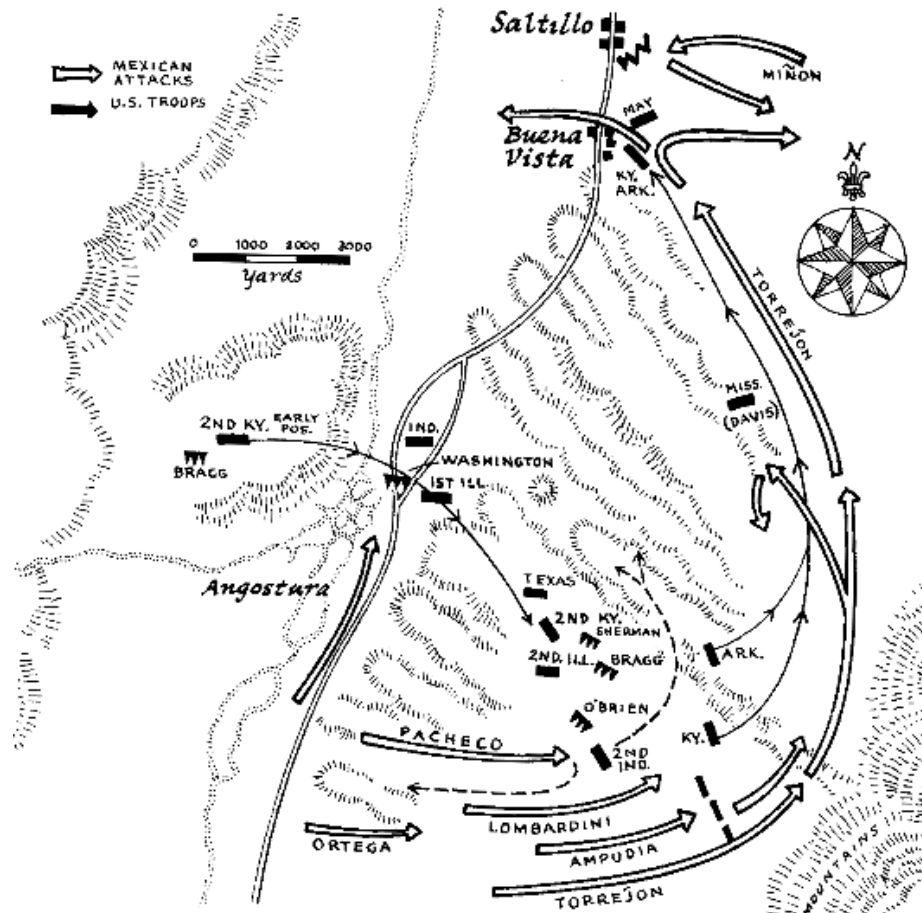 Saltillo
MEXICAN
ATTACKS
U.S. TROOPS
MIÑON
MAY
Buena
Vista
KY.
ARK.
N
0 1000 2000 3000
Yards
TORREJON
MISS.
(DAVIS)
2ND KY. EARLY
POS.
IND.
BRAGG
WASHINGTON
1ST ILL.
Angostura
TEXAS
2ND KY.
SHERMAN
2ND. ILL. BRAGG
ARK.
O'BRIEN
PACHECO
KY.
2ND
IND.
LOMBARDINI
ORTEGA
AMPUDIA
TORREJON
MOUNTAINS